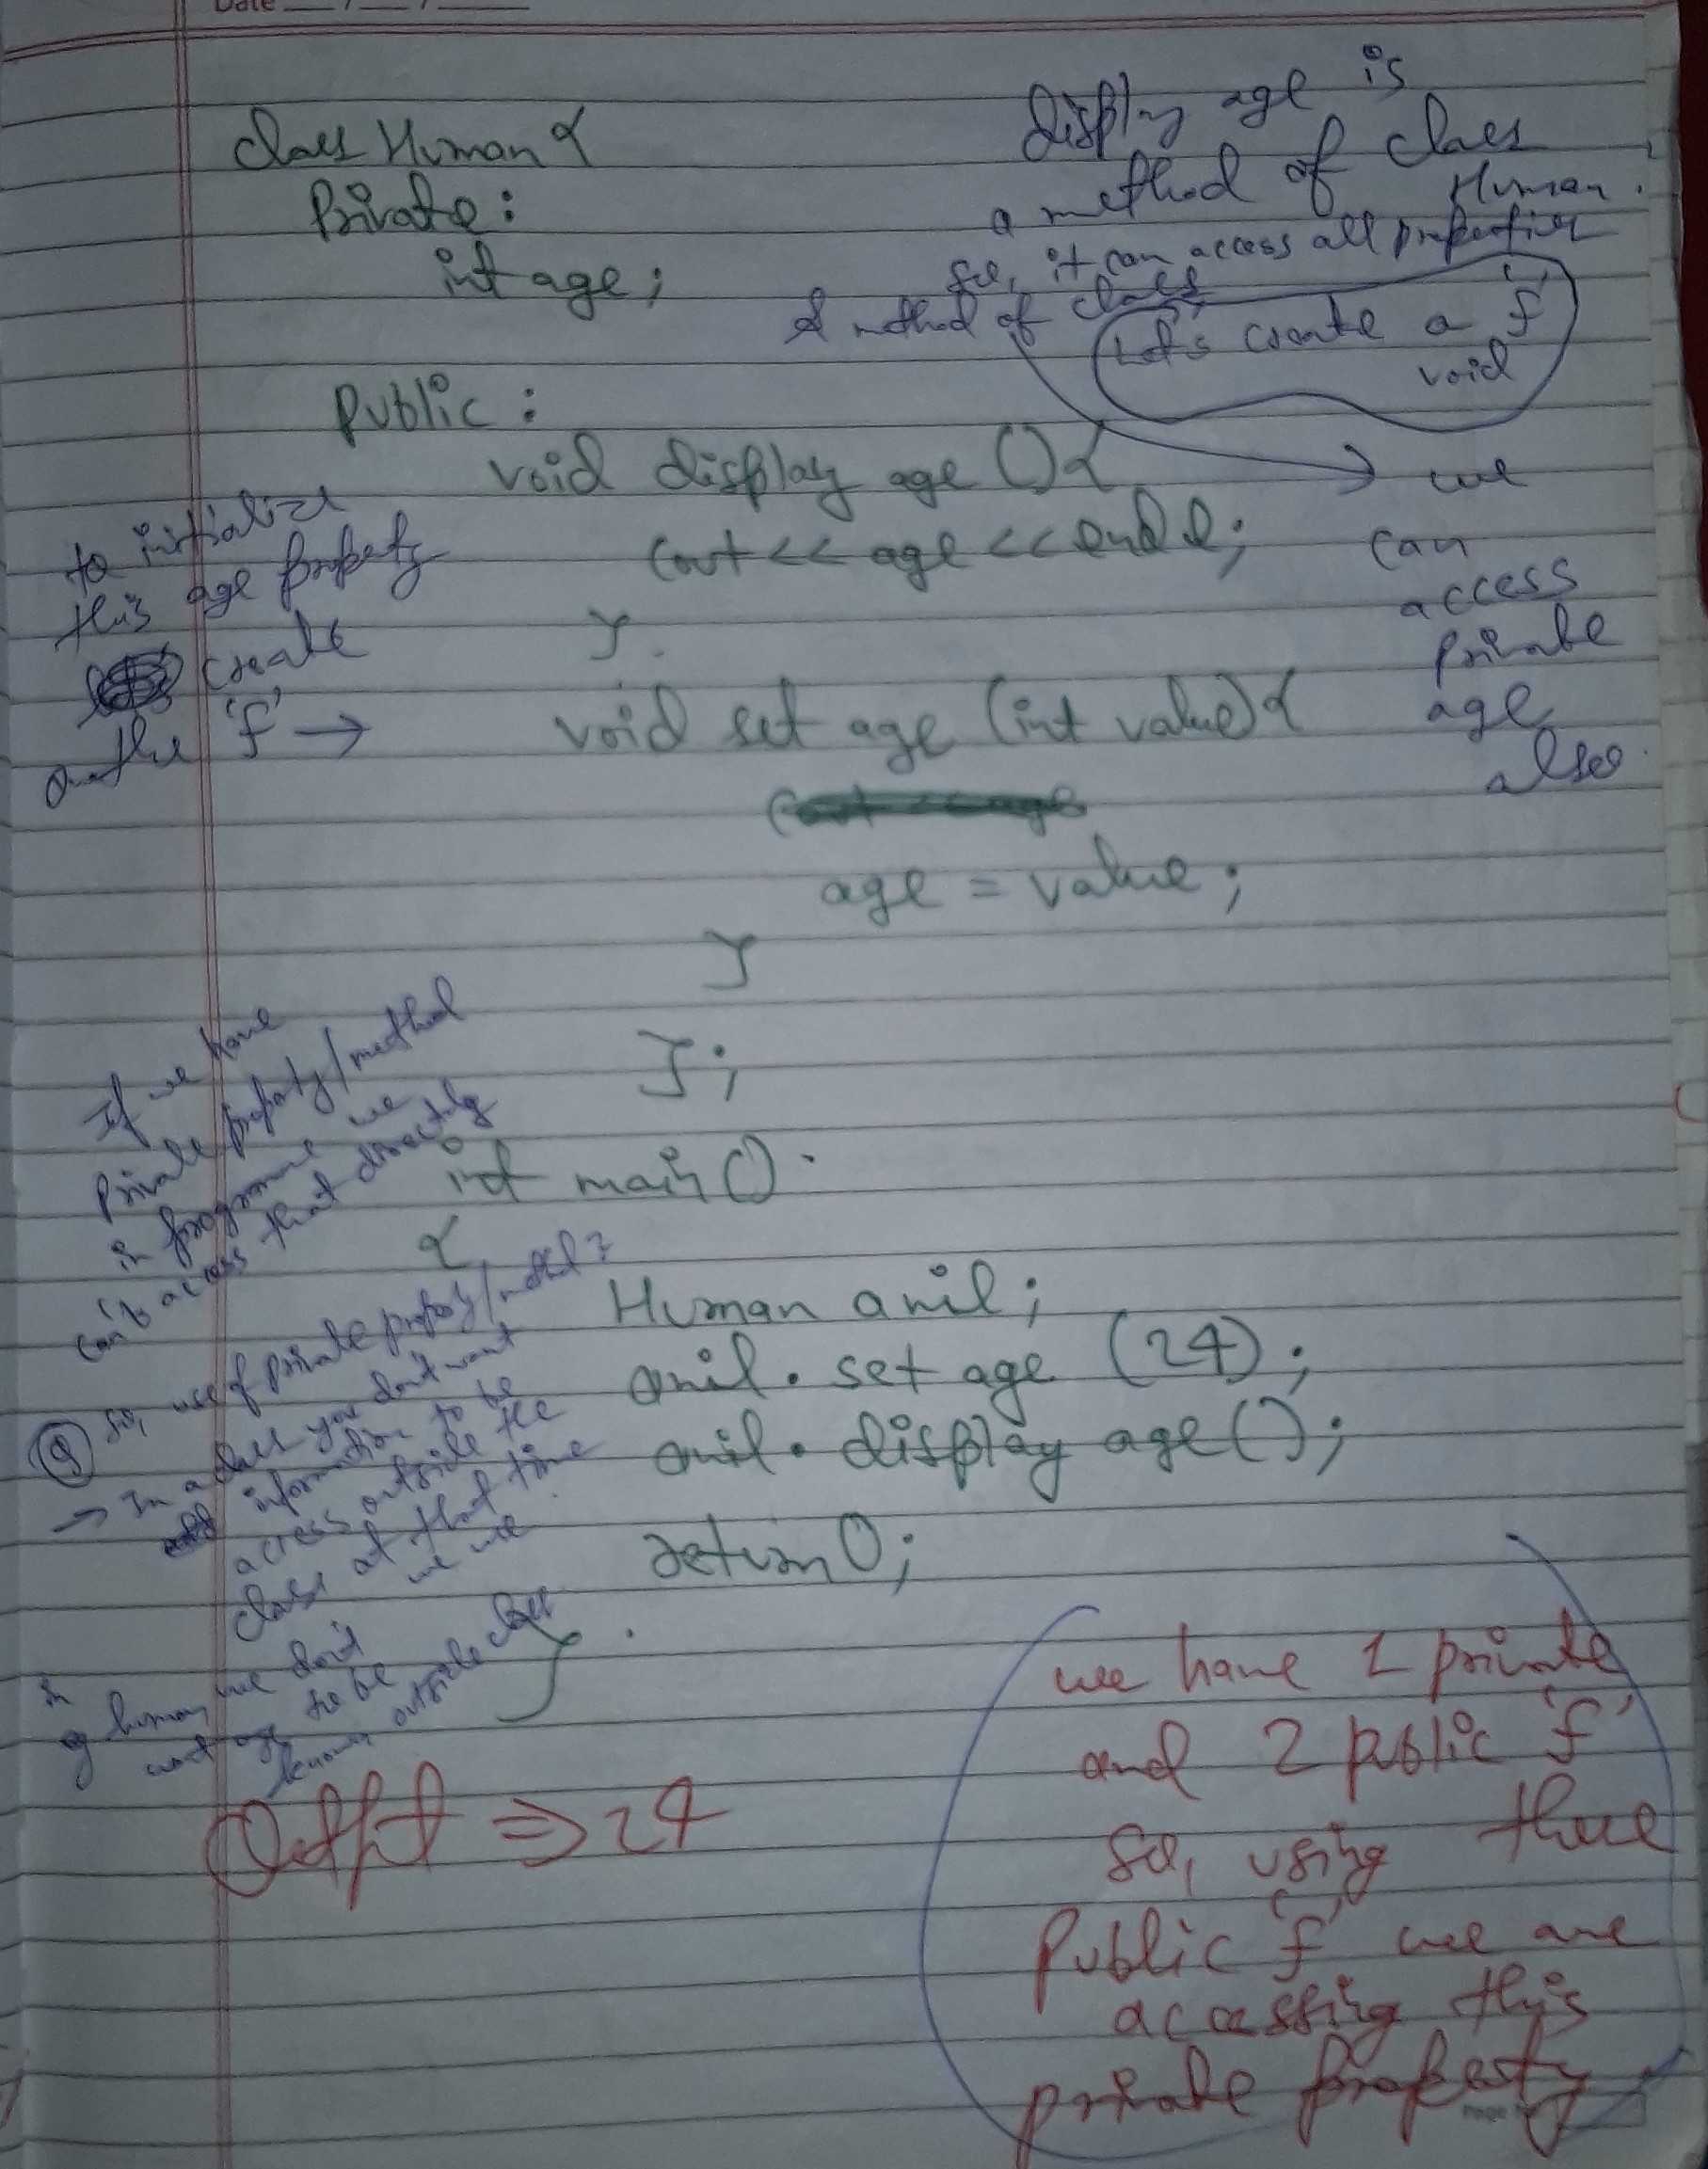 Date
class Human {
Private:
int age;
display age is
a method of class
Human.
so, it can access all properties
& method of class
Let's create a 'f'
void
Public:
void display age () {
cout << age << endl;
}
we
can
access
private
age
also
to initialize
this age property
create
another 'f' →
void set age (int value) {
age = value;
}
};
If we have
Private property/method
in programme we
can't access that directly
int main()
{
Human anil;
anil. set age (24);
anil. display age();
return 0;
}
Q So, use of private property/method?
→ In a class you don't want
information to be
access outside the
class at that time
we use
In
eg human we don't
want age to be
known outside class
Output ⇒ 24
we have 1 private
and 2 public 'f'
So, using these
Public 'f' we are
accessing this
private property